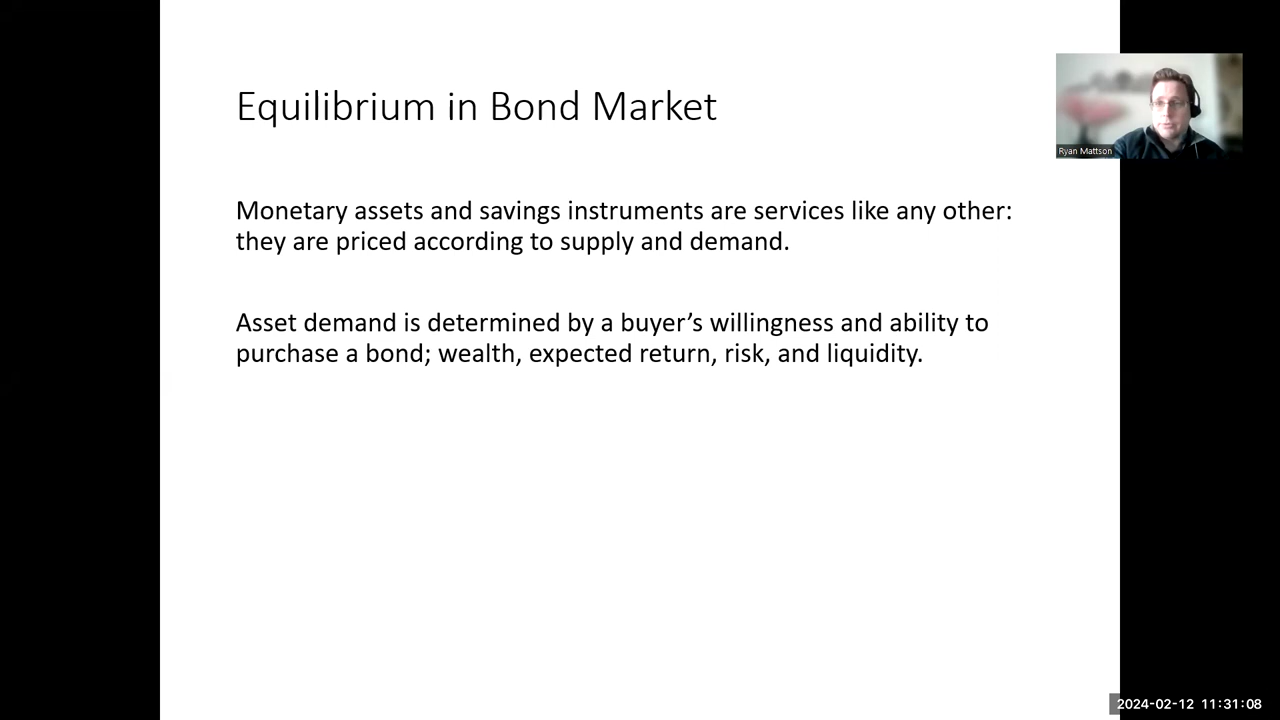 Equilibrium in Bond Market
Ryan Mattson
Monetary assets and savings instruments are services like any other:
they are priced according to supply and demand.
Asset demand is determined by a buyer’s willingness and ability to
purchase a bond; wealth, expected return, risk, and liquidity.
2024-02-12 11:31:08